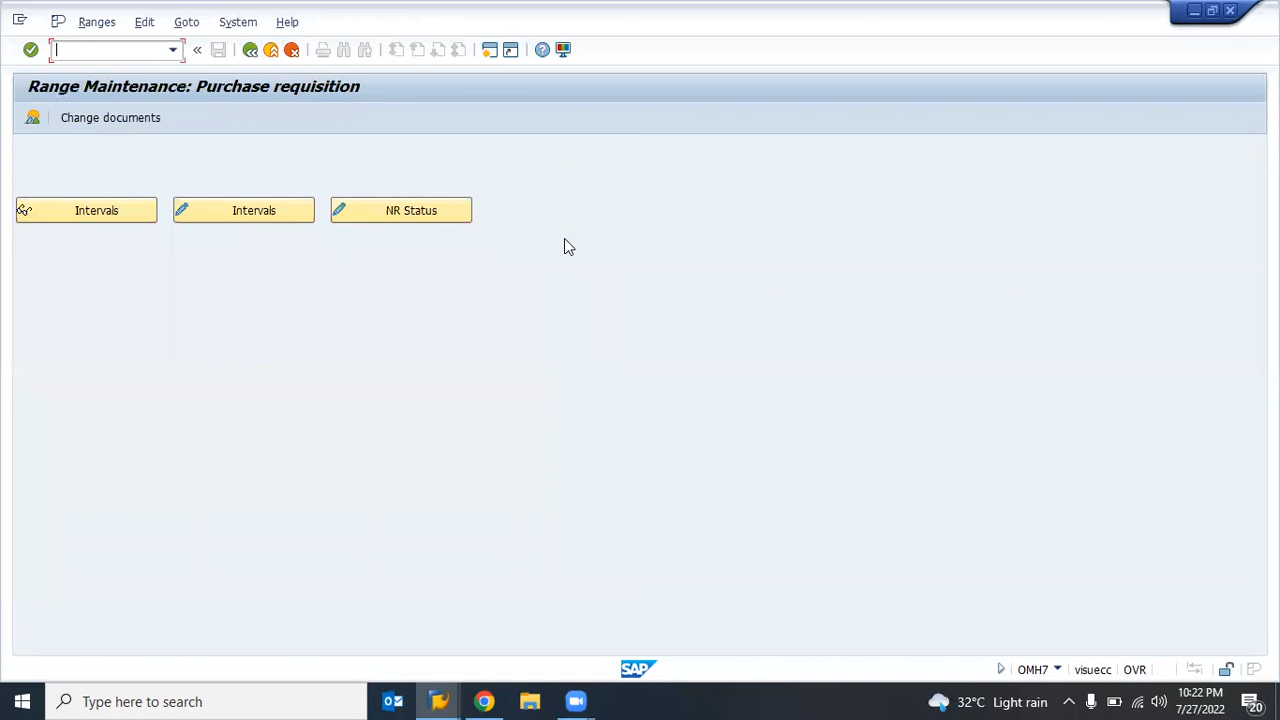 Ranges Edit Goto System Help
Range Maintenance: Purchase requisition
Change documents
Intervals Intervals NR Status
SAP OMH7 visuecc OVR
Type here to search 32°C Light rain 10:22 PM
7/27/2022 20